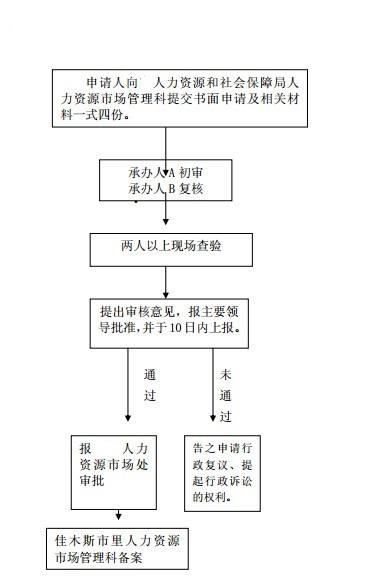 申请人向 人力资源和社会保障局人
力资源市场管理科提交书面申请及相关材
料一式四份。
承办人A初审
承办人B复核
两人以上现场查验
提出审核意见，报主要领
导批准,并于10日内上报。
通过
未通过
报 人力
资源市场处
审批
告之申请行
政复议、提
起行政诉讼
的权利。
佳木斯市里人力资源
市场管理科备案